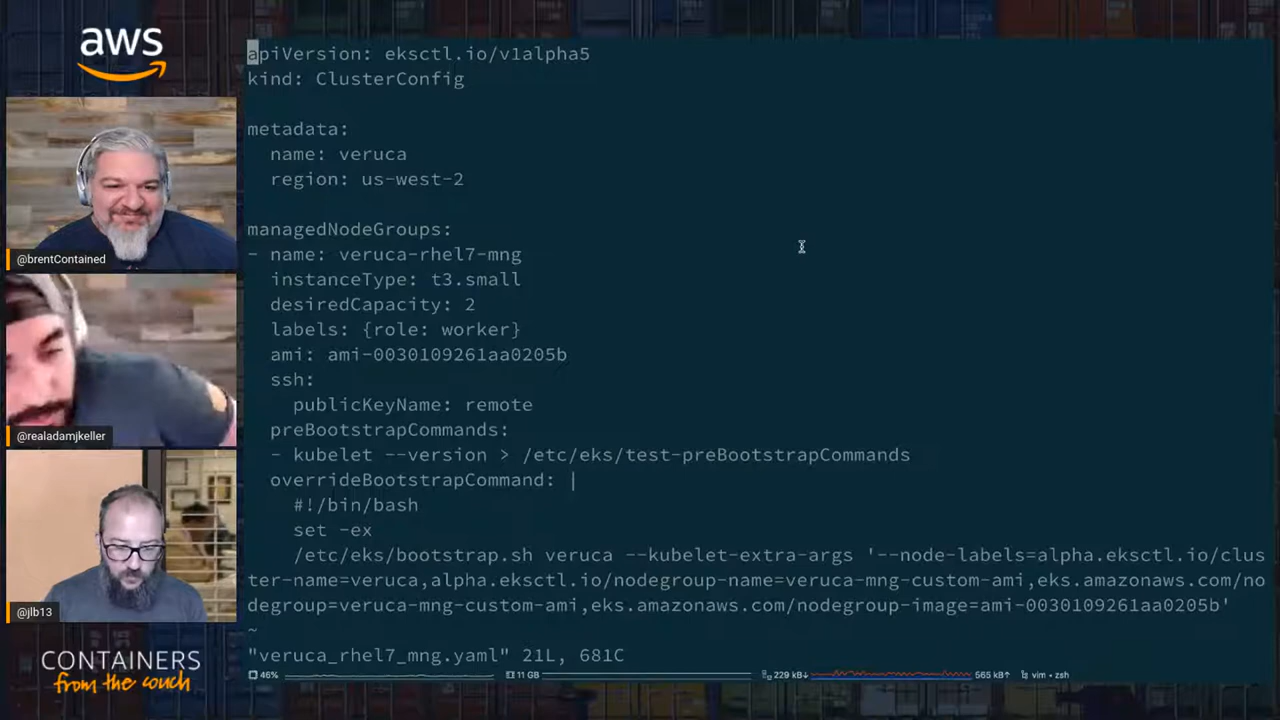 aws
@brentContained
@realadamjkeller
@jlb13
CONTAINERS
from the couch
apiVersion: eksctl.io/v1alpha5
kind: ClusterConfig
metadata:
name: veruca
region: us-west-2
managedNodeGroups:
- name: veruca-rhel7-mng
instanceType: t3.small
desiredCapacity: 2
labels: {role: worker}
ami: ami-0030109261aa0205b
ssh:
publicKeyName: remote
preBootstrapCommands:
- kubelet --version > /etc/eks/test-preBootstrapCommands
overrideBootstrapCommand: |
#!/bin/bash
set -ex
/etc/eks/bootstrap.sh veruca --kubelet-extra-args '--node-labels=alpha.eksctl.io/clus
ter-name=veruca,alpha.eksctl.io/nodegroup-name=veruca-mng-custom-ami,eks.amazonaws.com/no
degroup=veruca-mng-custom-ami,eks.amazonaws.com/nodegroup-image=ami-0030109261aa0205b'
~
"veruca_rhel7_mng.yaml" 21L, 681C
46% 11 GB 229 kB↓ 565 kB↑ vim • zsh